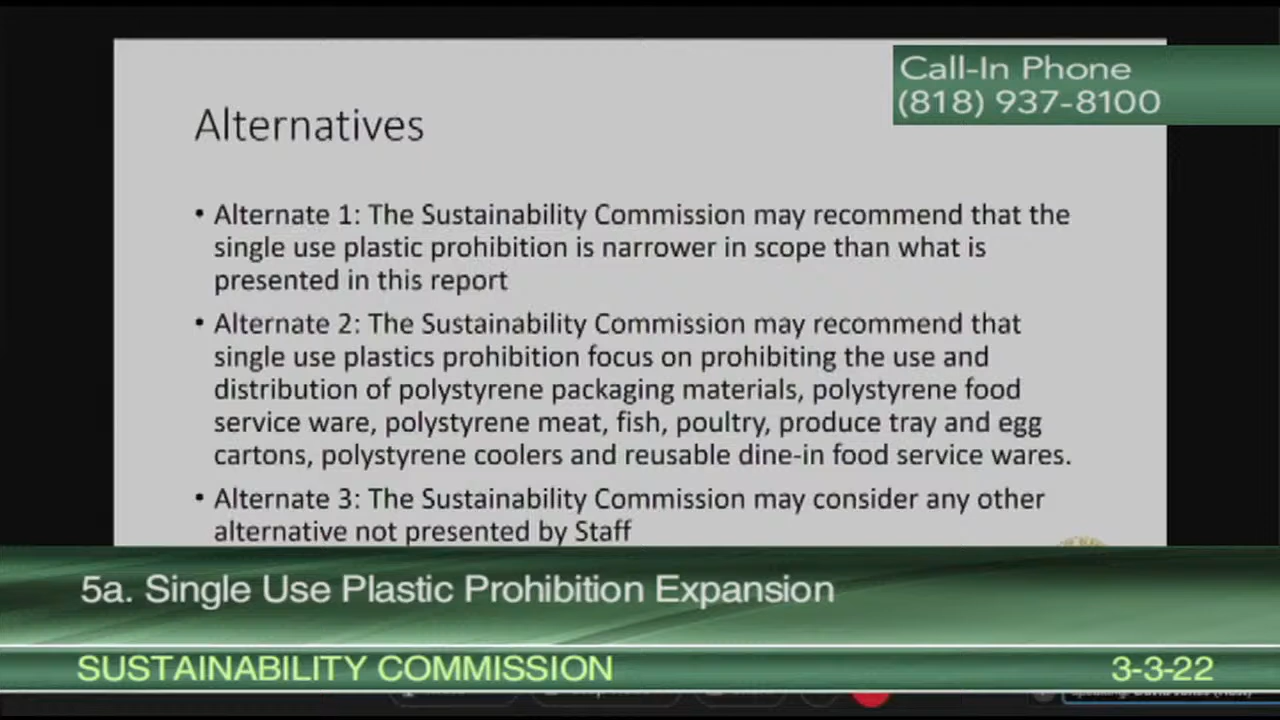 Call-In Phone
(818) 937-8100
Alternatives
• Alternate 1: The Sustainability Commission may recommend that the
single use plastic prohibition is narrower in scope than what is
presented in this report
• Alternate 2: The Sustainability Commission may recommend that
single use plastics prohibition focus on prohibiting the use and
distribution of polystyrene packaging materials, polystyrene food
service ware, polystyrene meat, fish, poultry, produce tray and egg
cartons, polystyrene coolers and reusable dine-in food service wares.
• Alternate 3: The Sustainability Commission may consider any other
alternative not presented by Staff
5a. Single Use Plastic Prohibition Expansion
SUSTAINABILITY COMMISSION
3-3-22